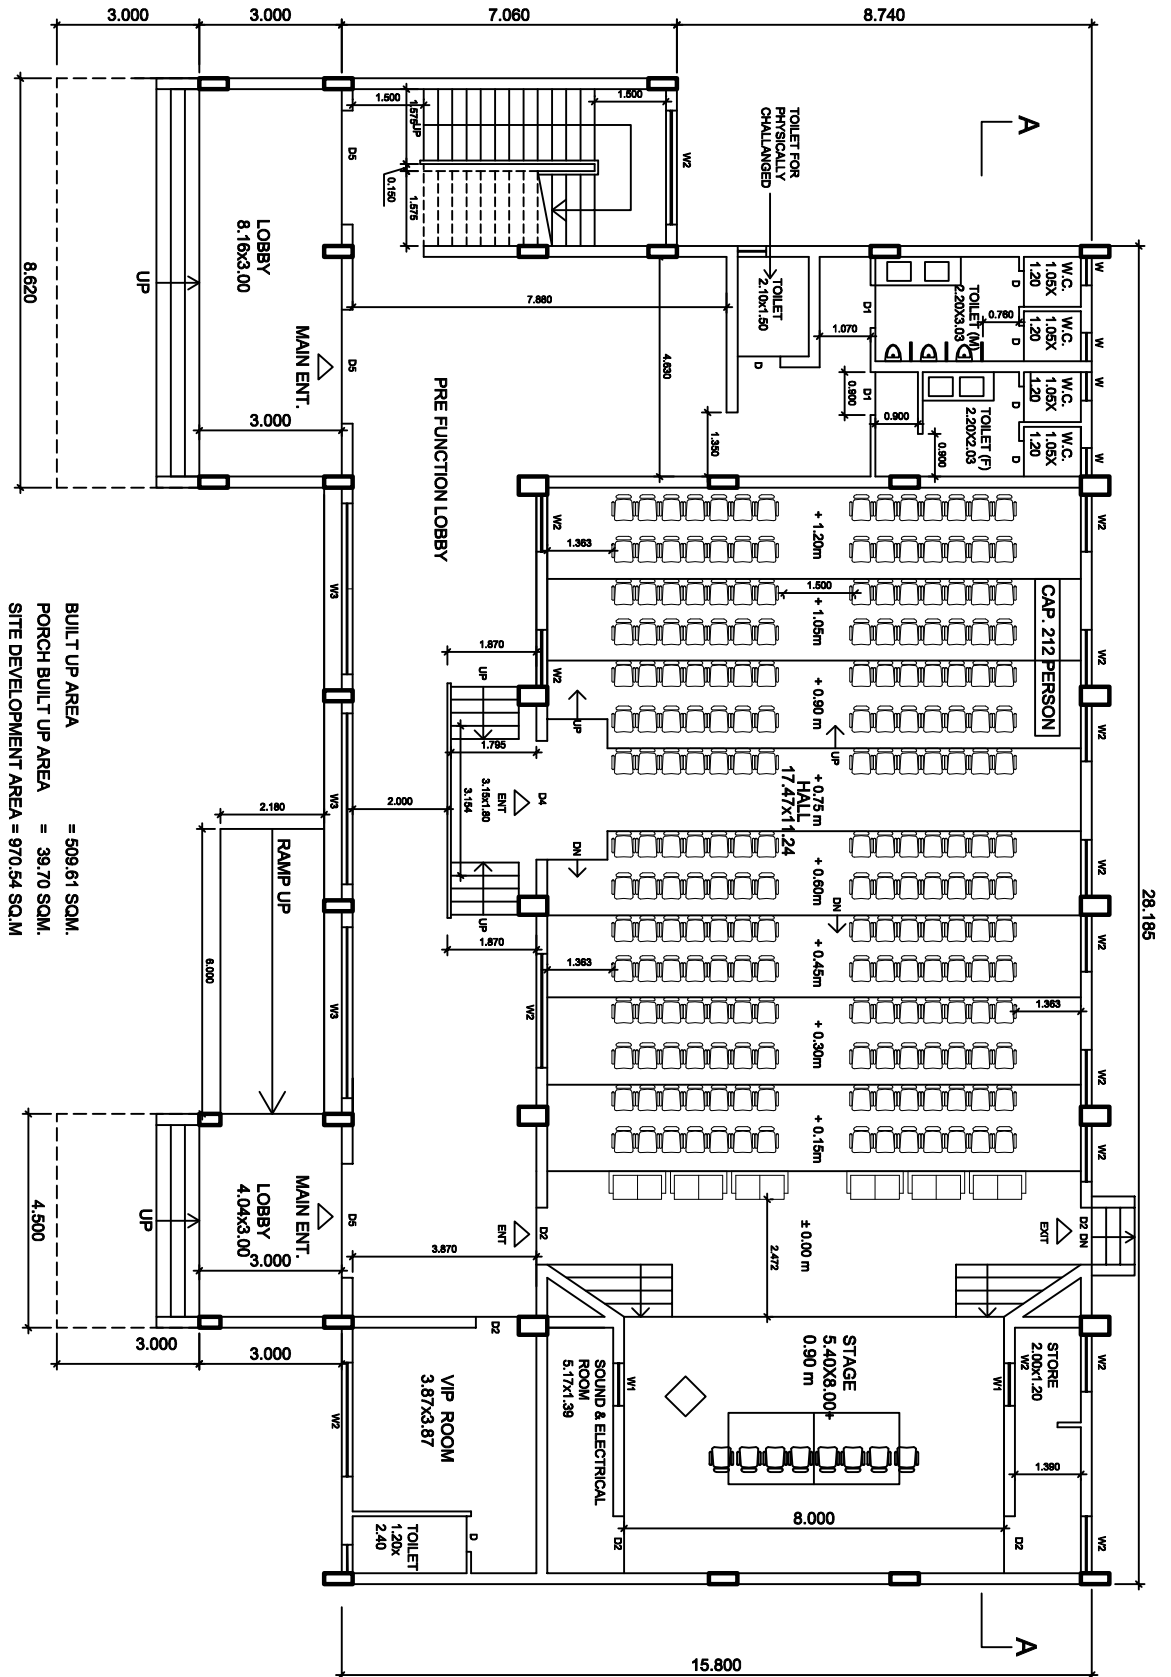 3.000
3.000
7.060
8.740
A
TOILET FOR
PHYSICALLY
CHALLANGED
1.500
1.575
UP
1.500
W2
D5
0.150
1.575
LOBBY
8.16x3.00
UP
8.620
7.880
MAIN ENT.
D5
3.000
TOILET
2.10x1.50
D
TOILET (M)
2.20X3.03
D1
1.070
0.760
W.C.
1.05X
1.20
D
W
W.C.
1.05X
1.20
D
W
W.C.
1.05X
1.20
D
W
W.C.
1.05X
1.20
D
W
4.630
D1
0.900
0.900
TOILET (F)
2.20X2.03
0.900
1.350
PRE FUNCTION LOBBY
28.185
W2
1.363
+ 1.20m
W2
CAP. 212 PERSON
1.500
+ 1.05m
W3
1.870
W2
W2
+ 0.90 m
UP
UP
UP
W2
1.795
3.154
3.15x1.80
ENT
D4
+ 0.75 m
HALL
17.47x11.24
W3
2.000
DN
UP
+ 0.60m
DN
1.870
1.363
+ 0.45m
W2
W2
1.363
+ 0.30m
W2
W3
+ 0.15m
W2
2.180
RAMP UP
6.000
BUILT UP AREA = 509.61 SQM.
PORCH BUILT UP AREA = 39.70 SQM.
SITE DEVELOPMENT AREA = 970.54 SQ.M
UP
4.500
MAIN ENT.
LOBBY
4.04x3.00
3.000
D5
3.870
ENT
D2
± 0.00 m
2.472
EXIT
D2
DN
3.000
3.000
D2
W2
VIP ROOM
3.87x3.87
SOUND & ELECTRICAL
ROOM
5.17x1.39
W1
STAGE
5.40X8.00+
0.90 m
W1
STORE
2.00x1.20
W2
W2
1.390
8.000
TOILET
1.20x
2.40
D
D2
D2
W2
A
15.800